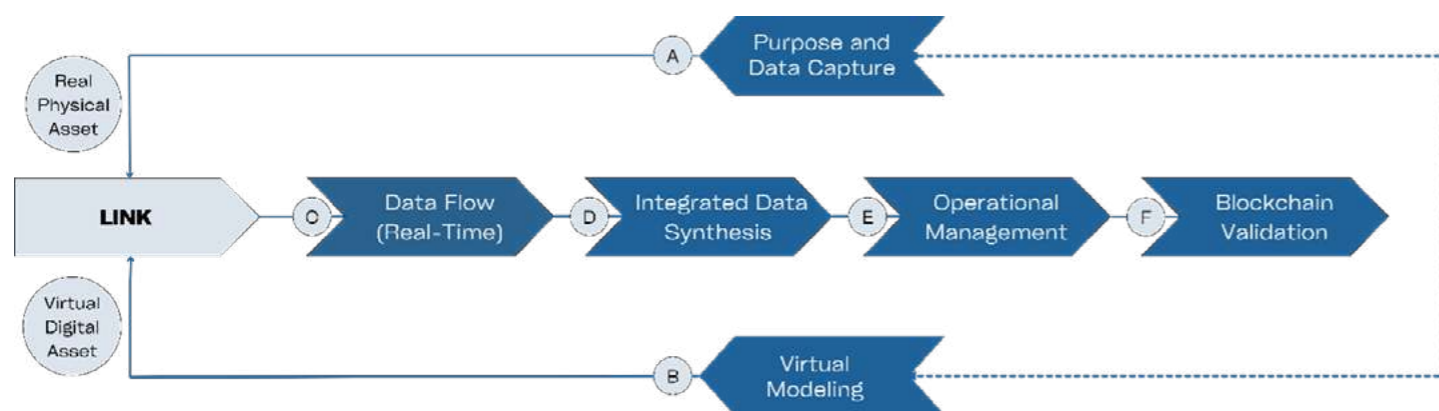 A
Purpose and
Data Capture
Real
Physical
Asset
LINK
C
Data Flow
(Real-Time)
D
Integrated Data
Synthesis
E
Operational
Management
F
Blockchain
Validation
Virtual
Digital
Asset
B
Virtual
Modeling